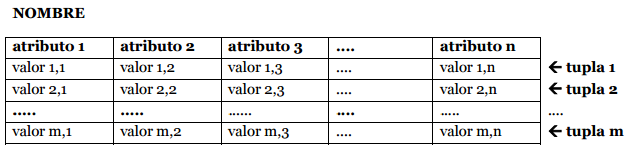 NOMBRE
atributo 1 atributo 2 atributo 3 .... atributo n
valor 1,1 valor 1,2 valor 1,3 .... valor 1,n ← tupla 1
valor 2,1 valor 2,2 valor 2,3 .... valor 2,n ← tupla 2
..... ..... ...... .... ..... ....
valor m,1 valor m,2 valor m,3 .... valor m,n ← tupla m